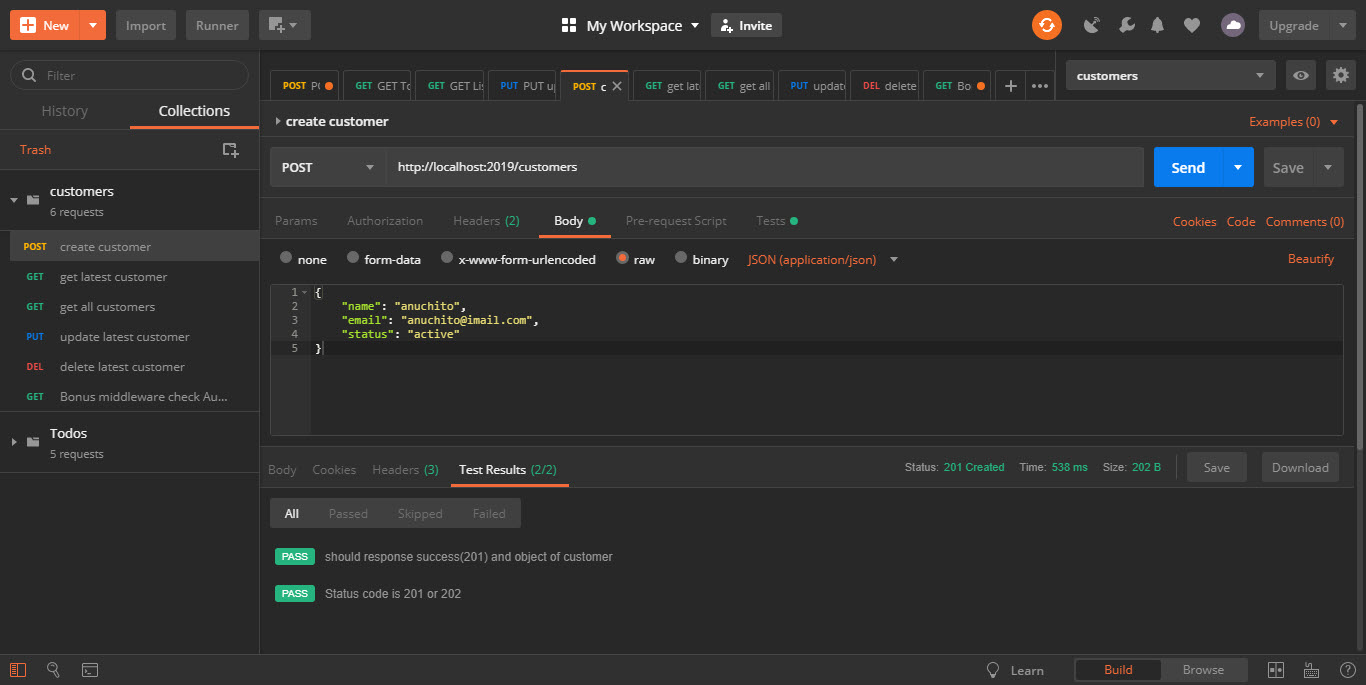 New Import Runner My Workspace Invite Upgrade
Filter
History Collections
Trash
customers
6 requests
POST create customer
GET get latest customer
GET get all customers
PUT update latest customer
DEL delete latest customer
GET Bonus middleware check Au...
Todos
5 requests
POST GET GET To GET GET Lis PUT PUT u POST c GET get lat GET get all PUT update DEL delete GET Bo
customers
create customer
Examples (0)
POST http://localhost:2019/customers Send Save
Params Authorization Headers (2) Body Pre-request Script Tests Cookies Code Comments (0)
none form-data x-www-form-urlencoded raw binary JSON (application/json) Beautify
1 {
2 "name": "anuchito",
3 "email": "anuchito@imail.com",
4 "status": "active"
5 }
Body Cookies Headers (3) Test Results (2/2) Status: 201 Created Time: 538 ms Size: 202 B Save Download
All Passed Skipped Failed
PASS should response success(201) and object of customer
PASS Status code is 201 or 202
Learn Build Browse